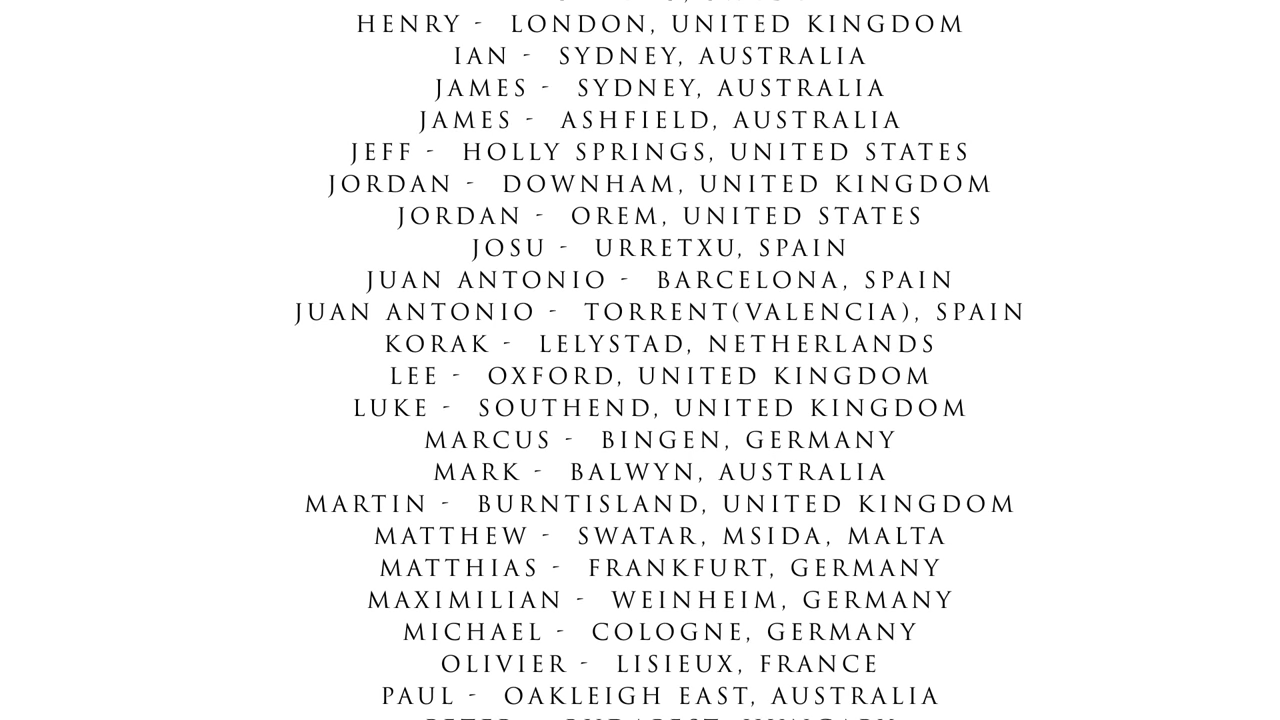 HENRY - LONDON, UNITED KINGDOM
IAN - SYDNEY, AUSTRALIA
JAMES - SYDNEY, AUSTRALIA
JAMES - ASHFIELD, AUSTRALIA
JEFF - HOLLY SPRINGS, UNITED STATES
JORDAN - DOWNHAM, UNITED KINGDOM
JORDAN - OREM, UNITED STATES
JOSU - URRETXU, SPAIN
JUAN ANTONIO - BARCELONA, SPAIN
JUAN ANTONIO - TORRENT(VALENCIA), SPAIN
KORAK - LELYSTAD, NETHERLANDS
LEE - OXFORD, UNITED KINGDOM
LUKE - SOUTHEND, UNITED KINGDOM
MARCUS - BINGEN, GERMANY
MARK - BALWYN, AUSTRALIA
MARTIN - BURNTISLAND, UNITED KINGDOM
MATTHEW - SWATAR, MSIDA, MALTA
MATTHIAS - FRANKFURT, GERMANY
MAXIMILIAN - WEINHEIM, GERMANY
MICHAEL - COLOGNE, GERMANY
OLIVIER - LISIEUX, FRANCE
PAUL - OAKLEIGH EAST, AUSTRALIA